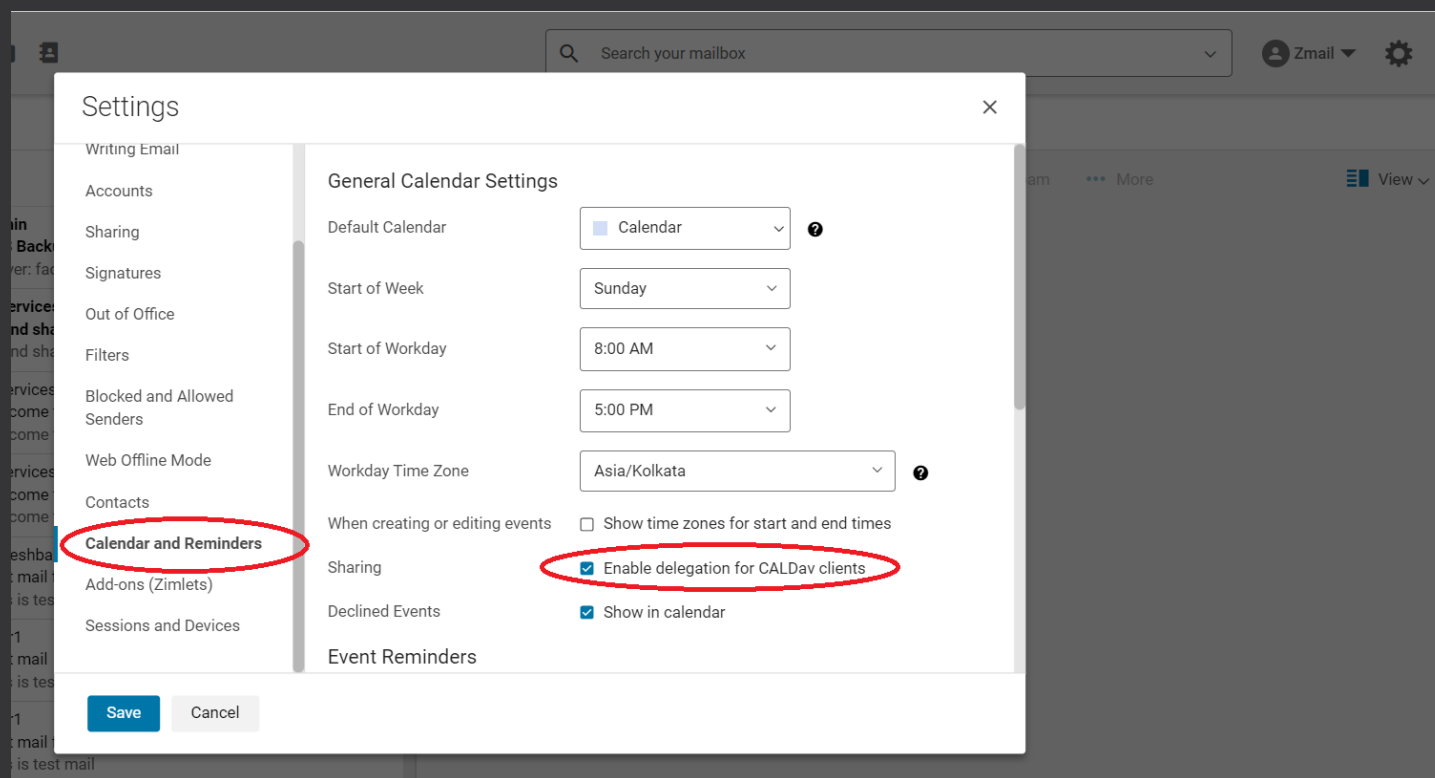 Search your mailbox
Zmail
Settings
Writing Email
Accounts
Sharing
Signatures
Out of Office
Filters
Blocked and Allowed
Senders
Web Offline Mode
Contacts
Calendar and Reminders
Add-ons (Zimlets)
Sessions and Devices
General Calendar Settings
Default Calendar
Calendar
Start of Week
Sunday
Start of Workday
8:00 AM
End of Workday
5:00 PM
Workday Time Zone
Asia/Kolkata
When creating or editing events
Show time zones for start and end times
Sharing
Enable delegation for CALDav clients
Declined Events
Show in calendar
Event Reminders
Save
Cancel
More
View
is test mail